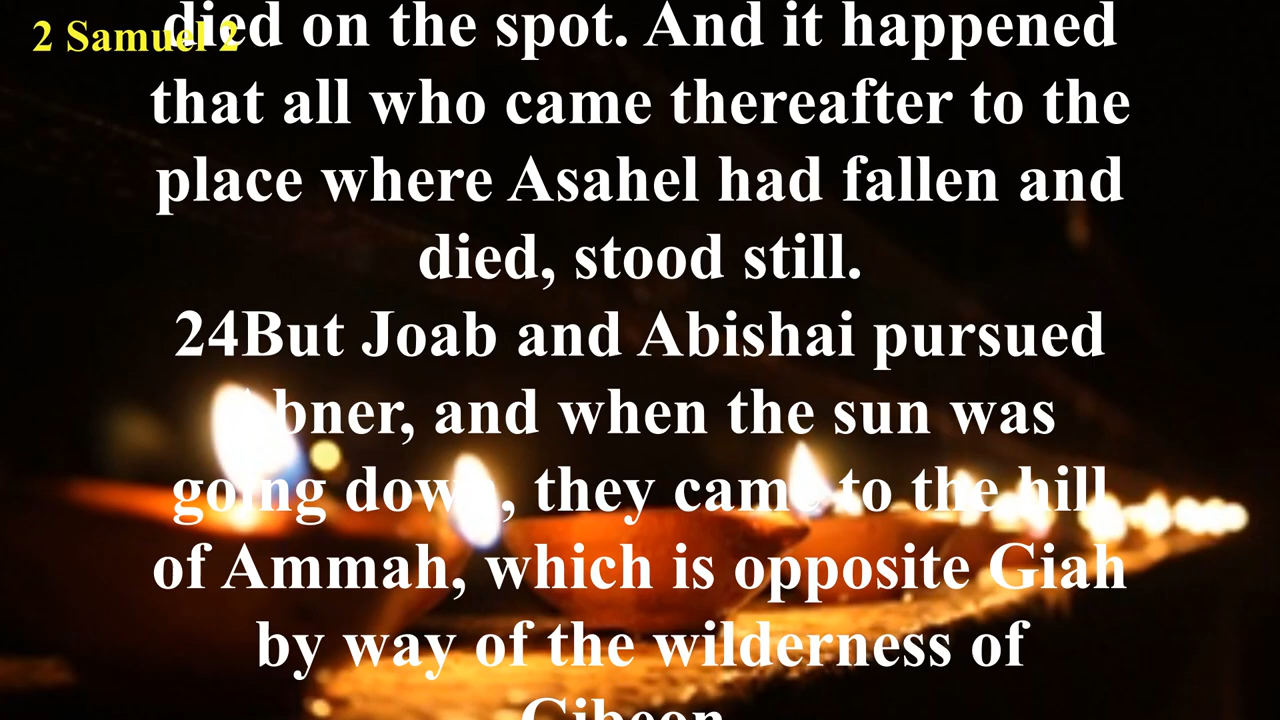 2 Samuel 2
died on the spot. And it happened
that all who came thereafter to the
place where Asahel had fallen and
died, stood still.
24But Joab and Abishai pursued
Abner, and when the sun was
going down, they came to the hill
of Ammah, which is opposite Giah
by way of the wilderness of
Gibeon.